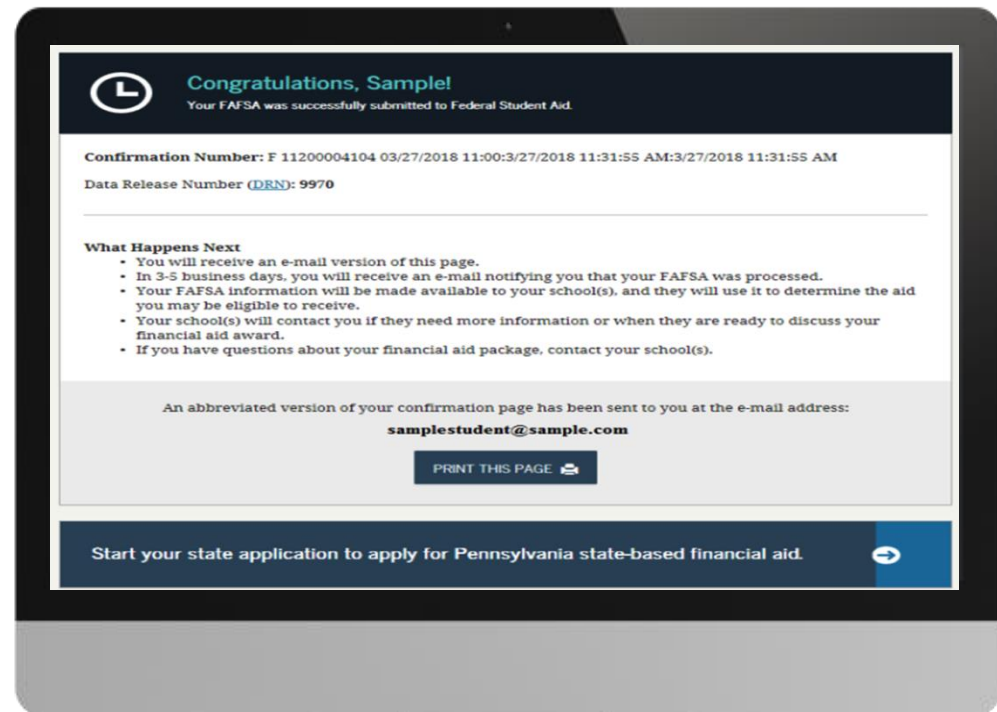 Congratulations, Sample!
Your FAFSA was successfully submitted to Federal Student Aid.
Confirmation Number: F 11200004104 03/27/2018 11:00:3/27/2018 11:31:55 AM:3/27/2018 11:31:55 AM
Data Release Number (DRN): 9970
What Happens Next
• You will receive an e-mail version of this page.
• In 3-5 business days, you will receive an e-mail notifying you that your FAFSA was processed.
• Your FAFSA information will be made available to your school(s), and they will use it to determine the aid
you may be eligible to receive.
• Your school(s) will contact you if they need more information or when they are ready to discuss your
financial aid award.
• If you have questions about your financial aid package, contact your school(s).
An abbreviated version of your confirmation page has been sent to you at the e-mail address:
samplestudent@sample.com
PRINT THIS PAGE
Start your state application to apply for Pennsylvania state-based financial aid.